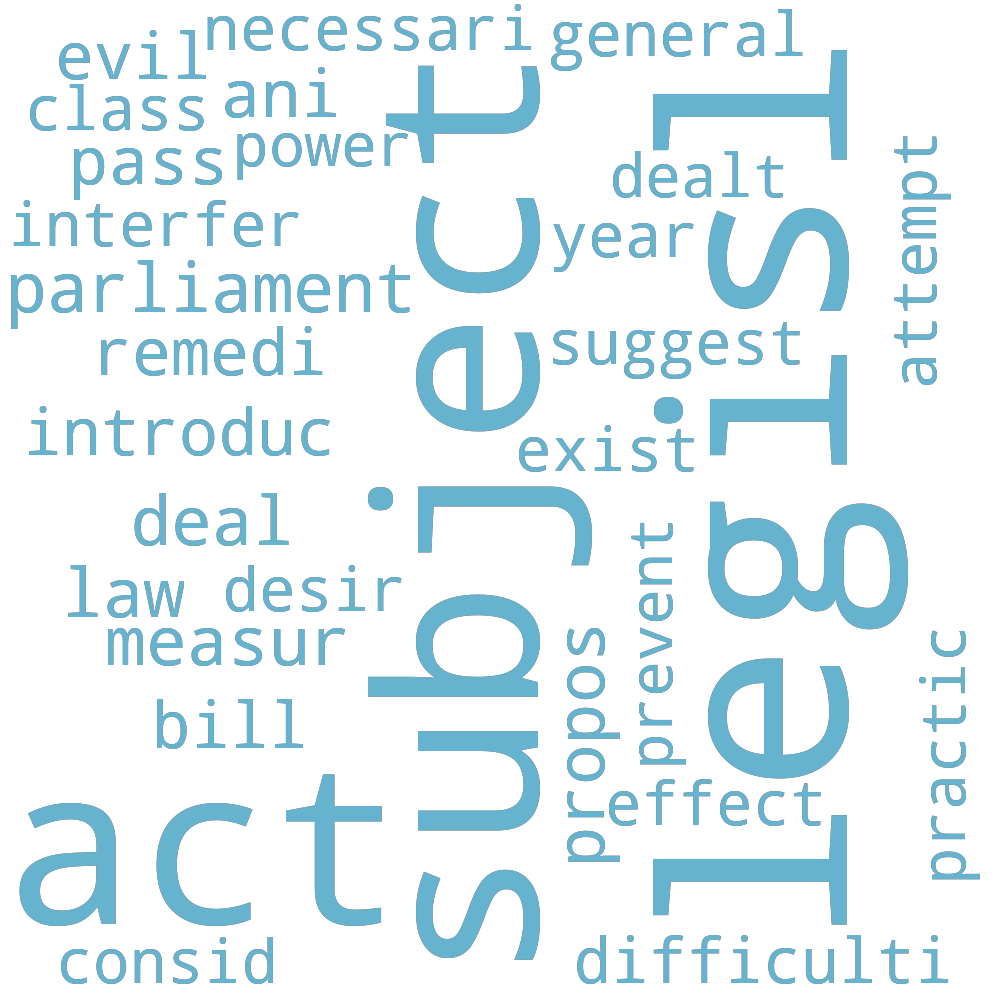 necessari
general
evil
class
ani
pass
power
interfer
parliament
remedi
introduc
deal
law
desir
measur
bill
act
consid
subject
legisl
dealt
year
suggest
exist
attempt
prevent
propos
effect
practic
difficulti